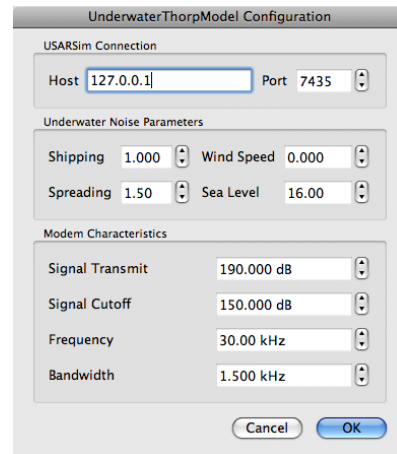 UnderwaterThorpModel Configuration
USARSim Connection
Host 127.0.0.1 Port 7435
Underwater Noise Parameters
Shipping 1.000 Wind Speed 0.000
Spreading 1.50 Sea Level 16.00
Modem Characteristics
Signal Transmit 190.000 dB
Signal Cutoff 150.000 dB
Frequency 30.00 kHz
Bandwidth 1.500 kHz
Cancel OK